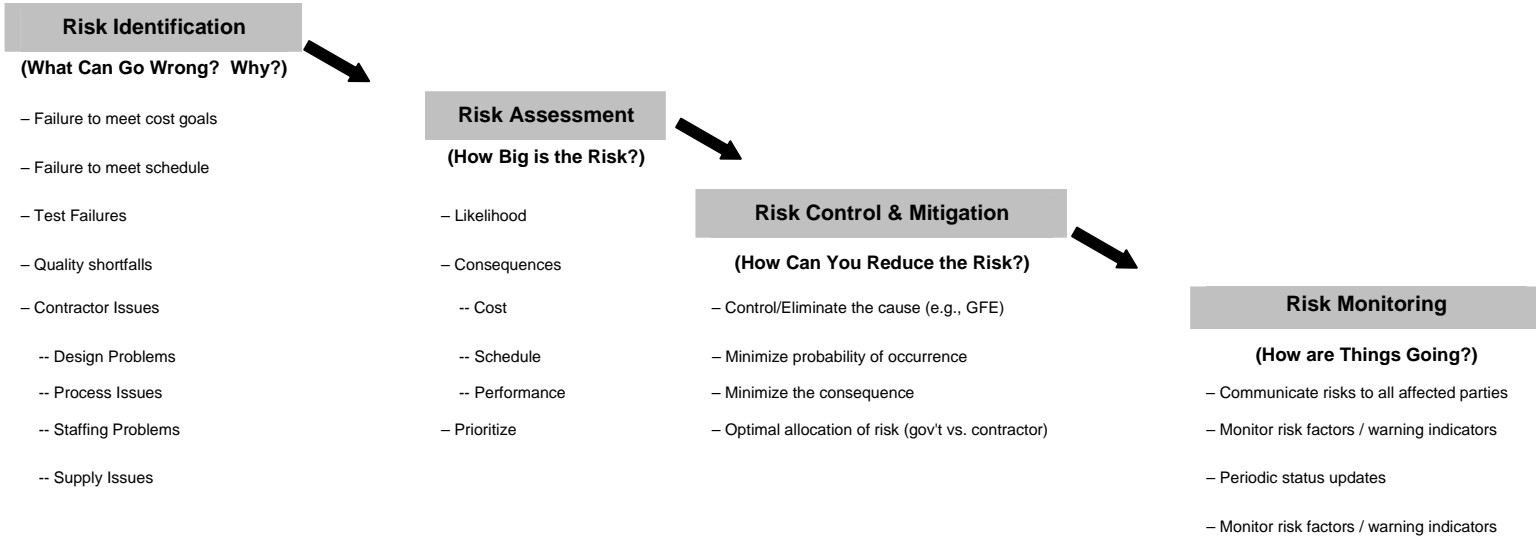 Risk Identification
(What Can Go Wrong?  Why?)
– Failure to meet cost goals
– Failure to meet schedule
– Test Failures
– Quality shortfalls
– Contractor Issues
-- Design Problems
-- Process Issues
-- Staffing Problems
-- Supply Issues
Risk Assessment
(How Big is the Risk?)
– Likelihood
– Consequences
-- Cost
-- Schedule
-- Performance
– Prioritize
Risk Control & Mitigation
(How Can You Reduce the Risk?)
– Control/Eliminate the cause (e.g., GFE)
– Minimize probability of occurrence
– Minimize the consequence
– Optimal allocation of risk (gov't vs. contractor)
Risk Monitoring
(How are Things Going?)
– Communicate risks to all affected parties
– Monitor risk factors / warning indicators
– Periodic status updates
– Monitor risk factors / warning indicators